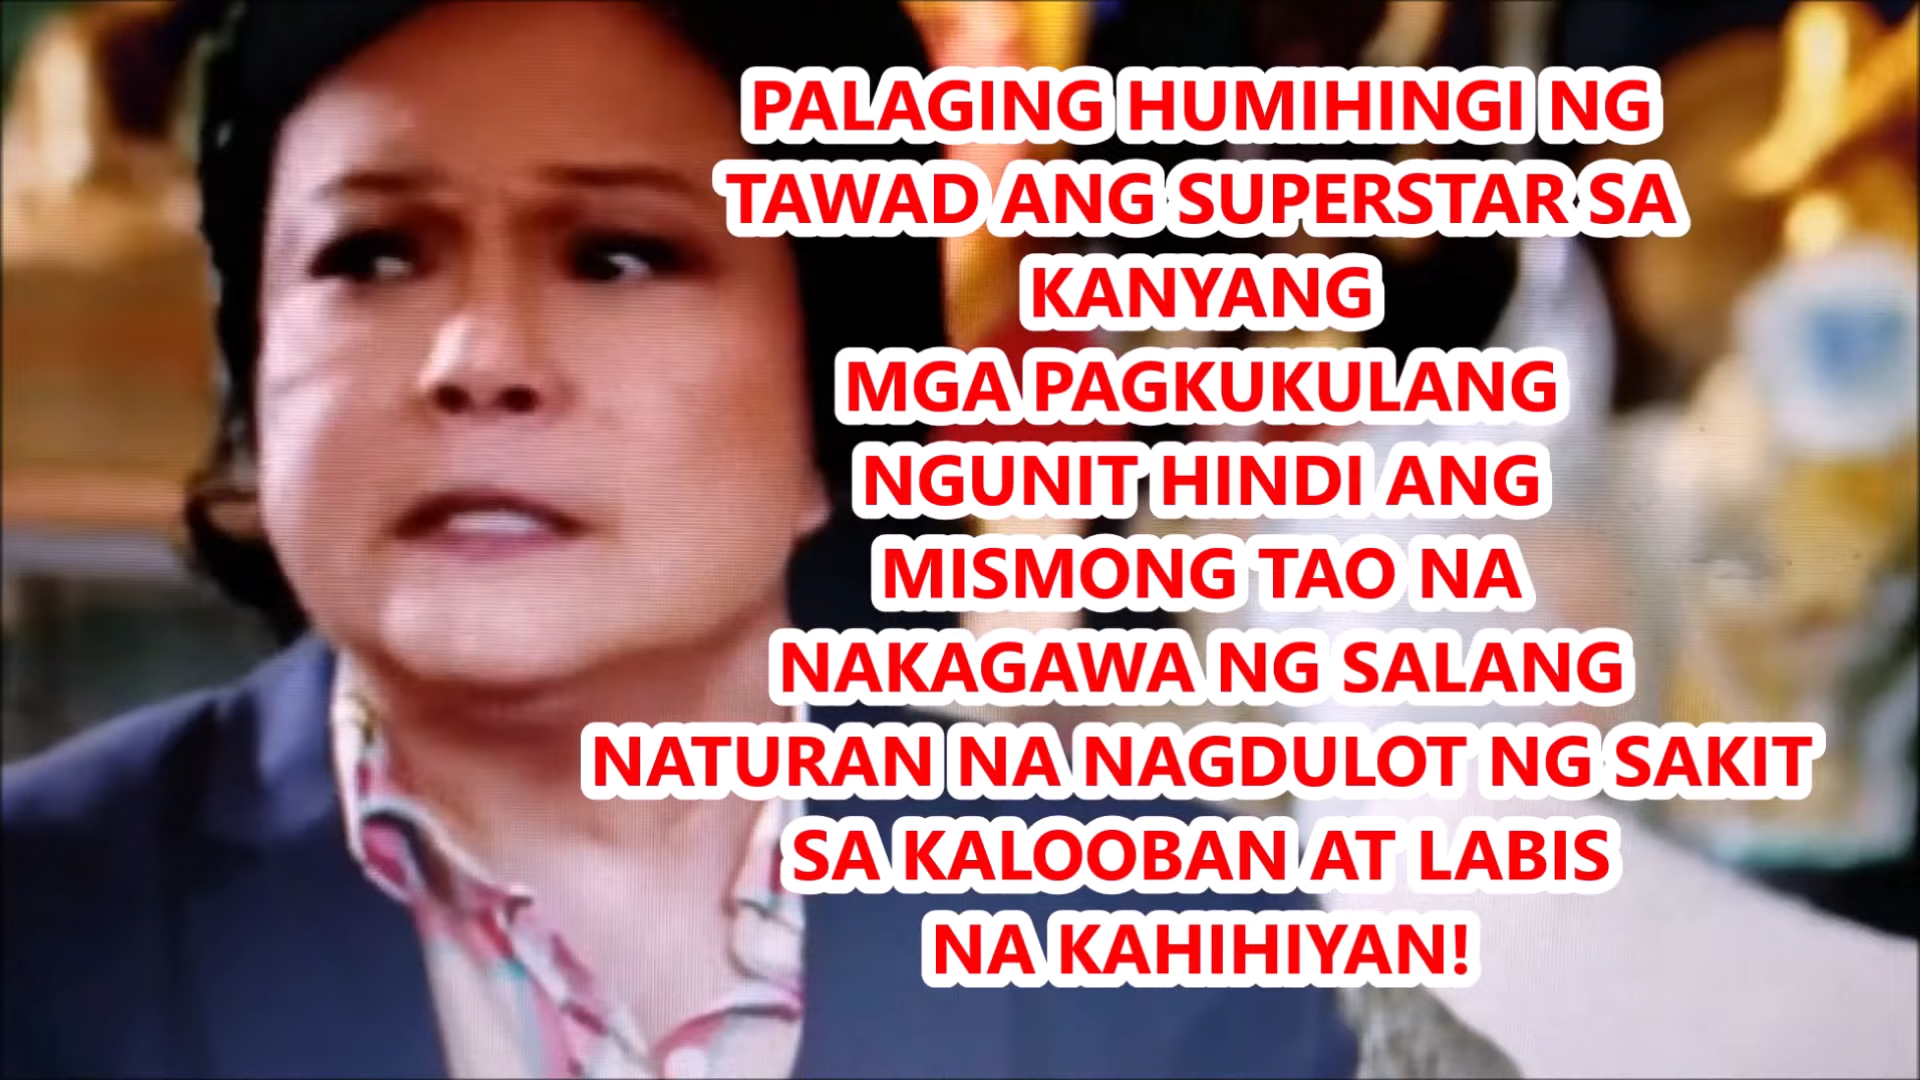 PALAGING HUMIHINGI NG
TAWAD ANG SUPERSTAR SA
KANYANG
MGA PAGKUKULANG
NGUNIT HINDI ANG
MISMONG TAO NA
NAKAGAWA NG SALANG
NATURAN NA NAGDULOT NG SAKIT
SA KALOOBAN AT LABIS
NA KAHIHIYAN!